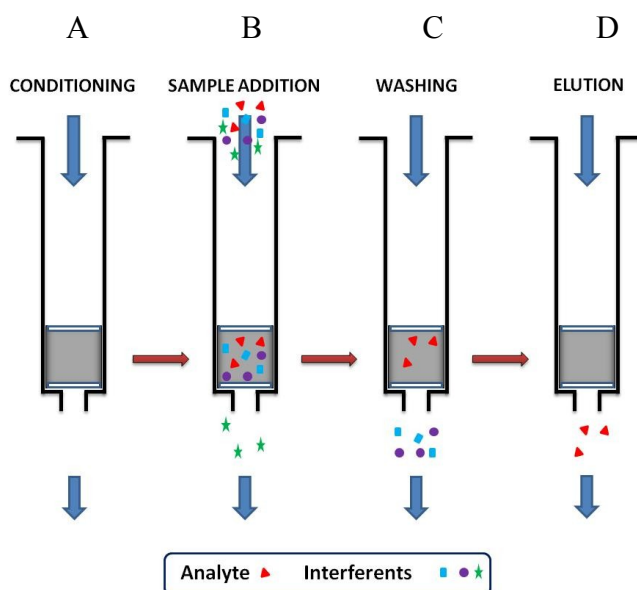 A B C D
CONDITIONING SAMPLE ADDITION WASHING ELUTION
Analyte Interferents